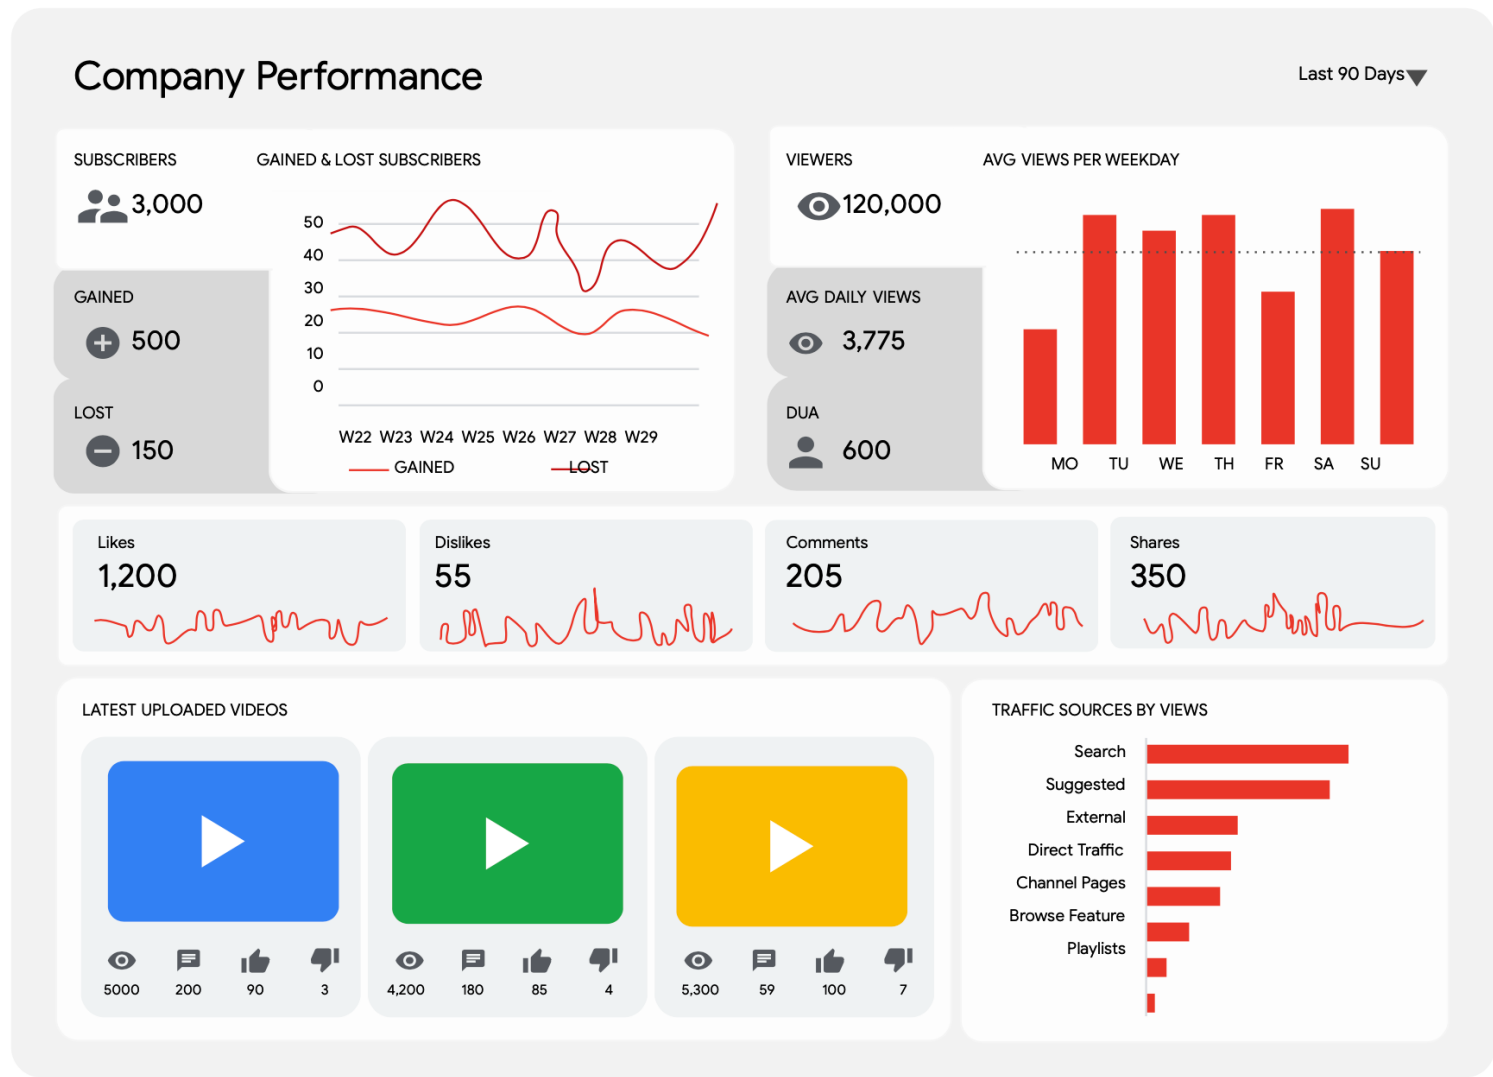 Company Performance
Last 90 Days
SUBSCRIBERS
3,000
GAINED
500
LOST
150
GAINED & LOST SUBSCRIBERS
50
40
30
20
10
0
W22 W23 W24 W25 W26 W27 W28 W29
GAINED LOST
VIEWERS
120,000
AVG DAILY VIEWS
3,775
DUA
600
AVG VIEWS PER WEEKDAY
MO TU WE TH FR SA SU
Likes
1,200
Dislikes
55
Comments
205
Shares
350
LATEST UPLOADED VIDEOS
5000 200 90 3
4,200 180 85 4
5,300 59 100 7
TRAFFIC SOURCES BY VIEWS
Search
Suggested
External
Direct Traffic
Channel Pages
Browse Feature
Playlists